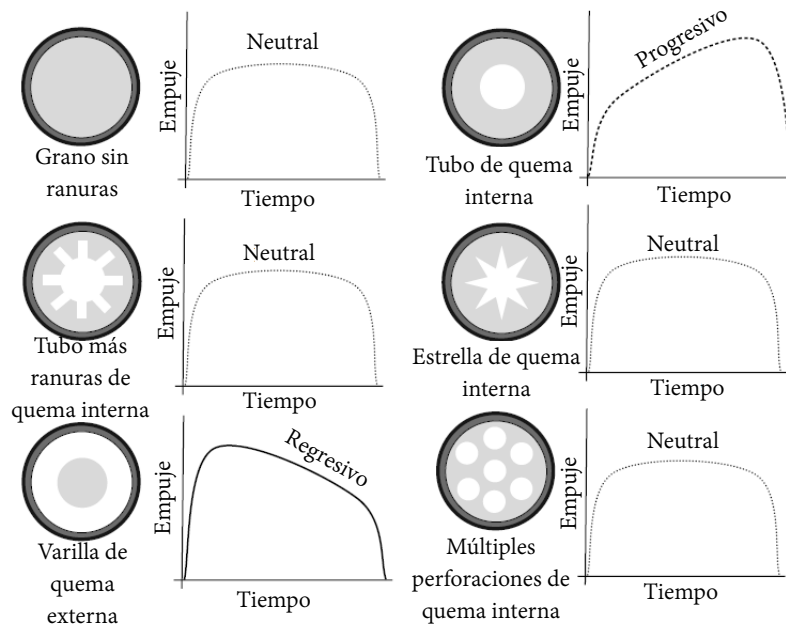 Neutral
Empuje
Tiempo
Grano sin
ranuras
Progresivo
Empuje
Tiempo
Tubo de quema
interna
Neutral
Empuje
Tiempo
Tubo más
ranuras de
quema interna
Neutral
Empuje
Tiempo
Estrella de quema
interna
Regresivo
Empuje
Tiempo
Varilla de
quema
externa
Neutral
Empuje
Tiempo
Múltiples
perforaciones de
quema interna